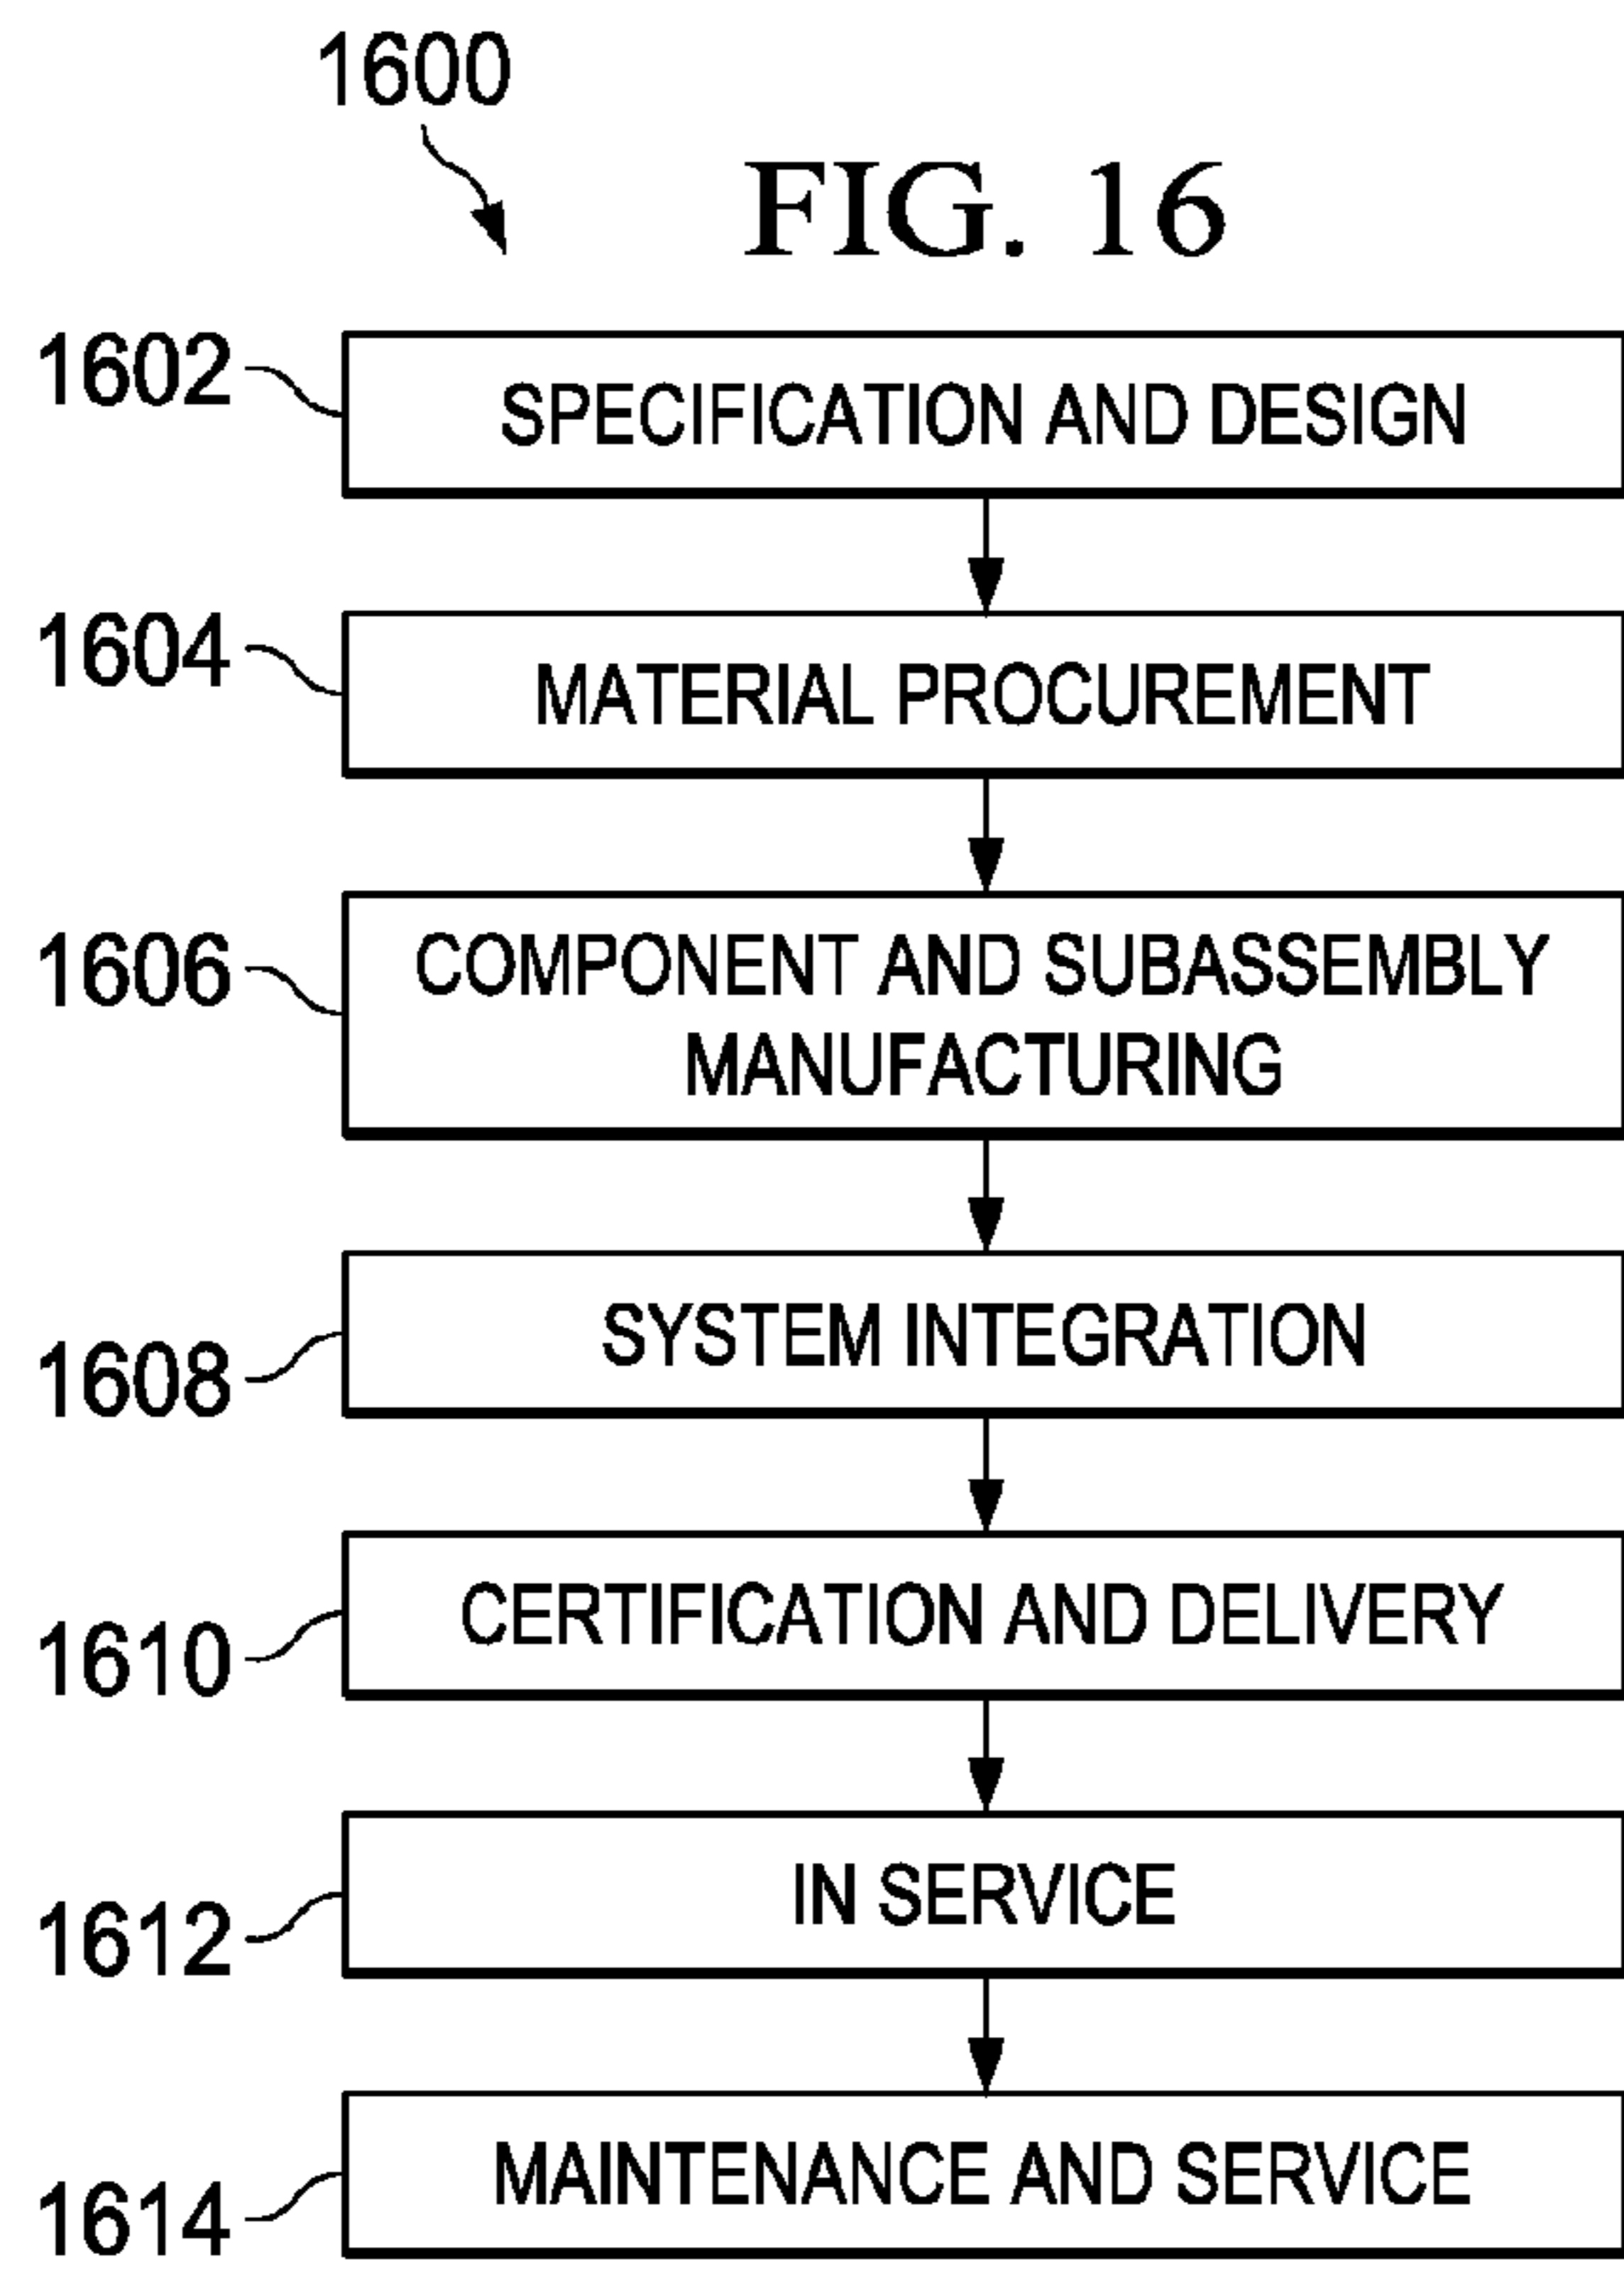 1600
FIG. 16
1602
SPECIFICATION AND DESIGN
1604
MATERIAL PROCUREMENT
1606
COMPONENT AND SUBASSEMBLY
MANUFACTURING
1608
SYSTEM INTEGRATION
1610
CERTIFICATION AND DELIVERY
1612
IN SERVICE
1614
MAINTENANCE AND SERVICE